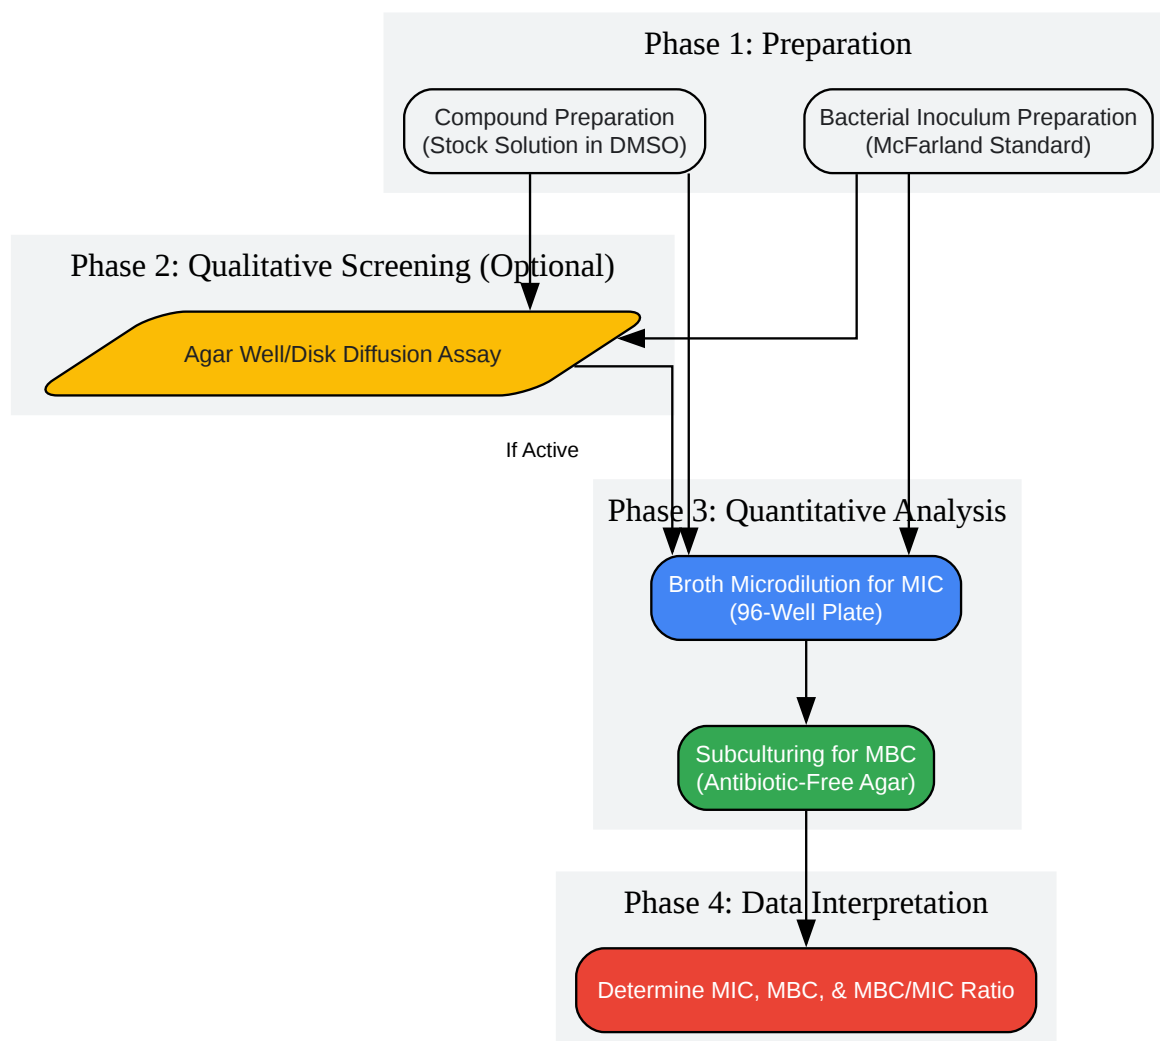 Phase 1: Preparation
Compound Preparation
(Stock Solution in DMSO)
Bacterial Inoculum Preparation
(McFarland Standard)
Phase 2: Qualitative Screening (Optional)
Agar Well/Disk Diffusion Assay
If Active
Phase 3: Quantitative Analysis
Broth Microdilution for MIC
(96-Well Plate)
Subculturing for MBC
(Antibiotic-Free Agar)
Phase 4: Data Interpretation
Determine MIC, MBC, & MBC/MIC Ratio